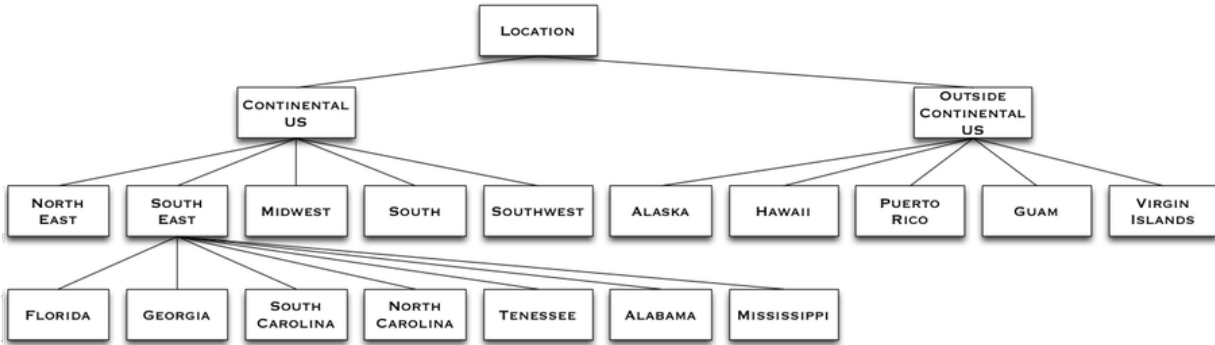 LOCATION
CONTINENTAL
US
OUTSIDE
CONTINENTAL
US
NORTH
EAST
SOUTH
EAST
MIDWEST
SOUTH
SOUTHWEST
ALASKA
HAWAII
PUERTO
RICO
GUAM
VIRGIN
ISLANDS
FLORIDA
GEORGIA
SOUTH
CAROLINA
NORTH
CAROLINA
TENESSEE
ALABAMA
MISSISSIPPI